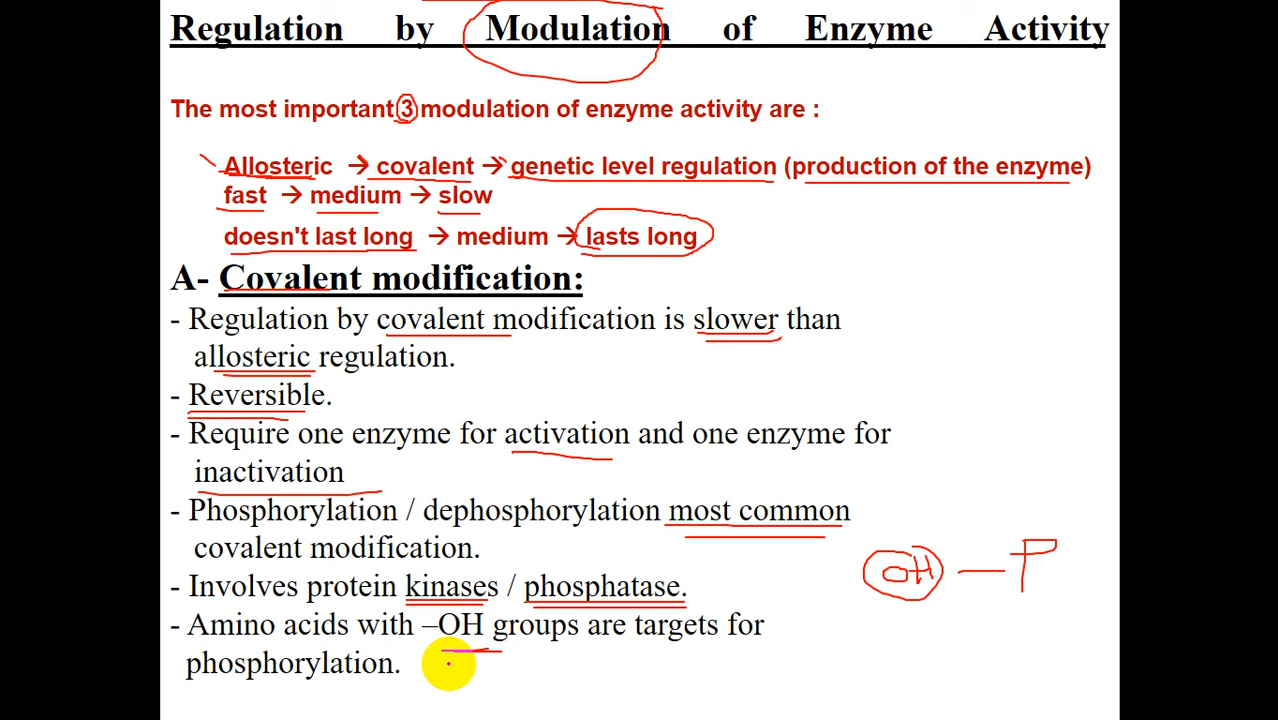 Regulation by Modulation of Enzyme Activity
The most important 3 modulation of enzyme activity are :
Allosteric → covalent → genetic level regulation (production of the enzyme)
fast → medium → slow
doesn't last long → medium → lasts long
A- Covalent modification:
- Regulation by covalent modification is slower than
allosteric regulation.
- Reversible.
- Require one enzyme for activation and one enzyme for
inactivation
- Phosphorylation / dephosphorylation most common
covalent modification.
- Involves protein kinases / phosphatase.
OH — P
- Amino acids with –OH groups are targets for
phosphorylation.